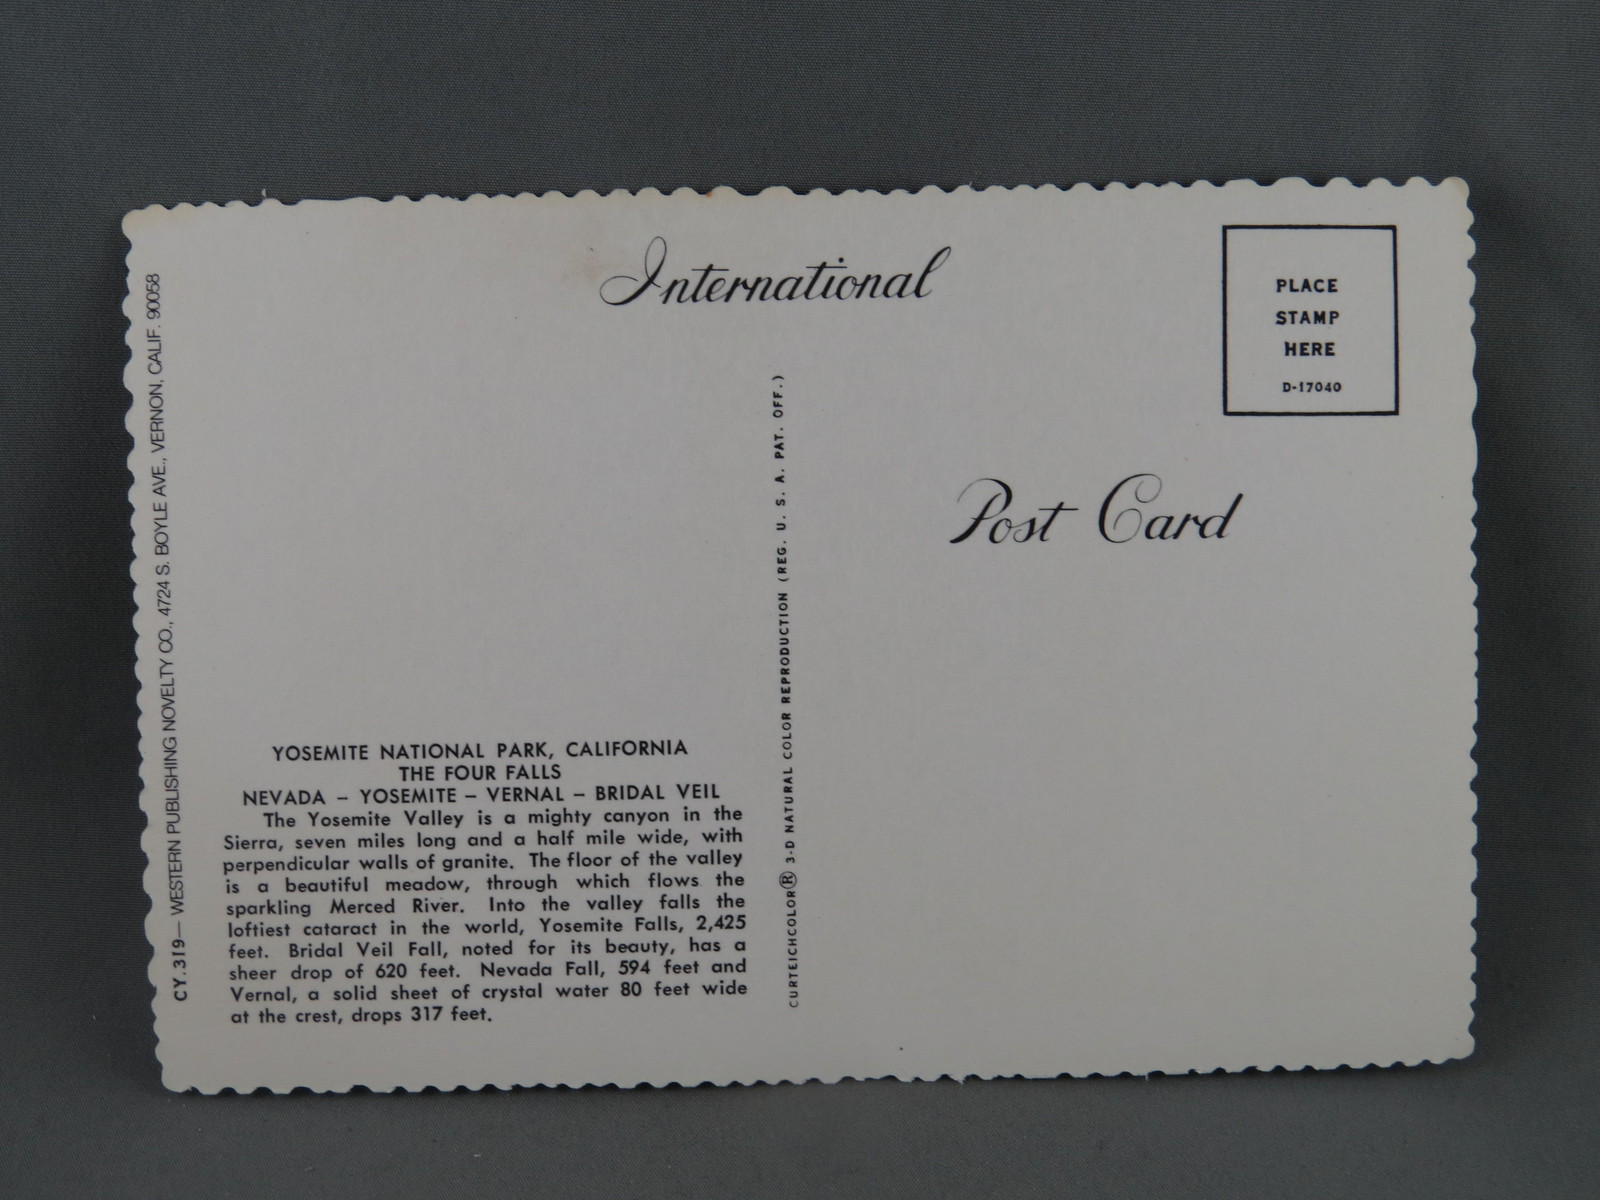 International
PLACE
STAMP
HERE
D-17040
Post Card
YOSEMITE NATIONAL PARK, CALIFORNIA
THE FOUR FALLS
NEVADA – YOSEMITE – VERNAL – BRIDAL VEIL
The Yosemite Valley is a mighty canyon in the
Sierra, seven miles long and a half mile wide, with
perpendicular walls of granite. The floor of the valley
is a beautiful meadow, through which flows the
sparkling Merced River. Into the valley falls the
loftiest cataract in the world, Yosemite Falls, 2,425
feet. Bridal Veil Fall, noted for its beauty, has a
sheer drop of 620 feet. Nevada Fall, 594 feet and
Vernal, a solid sheet of crystal water 80 feet wide
at the crest, drops 317 feet.
CY.319— WESTERN PUBLISHING NOVELTY CO., 4724 S. BOYLE AVE., VERNON, CALIF. 90058
CURTEICHCOLOR® 3-D NATURAL COLOR REPRODUCTION (REG. U. S. A. PAT. OFF.)